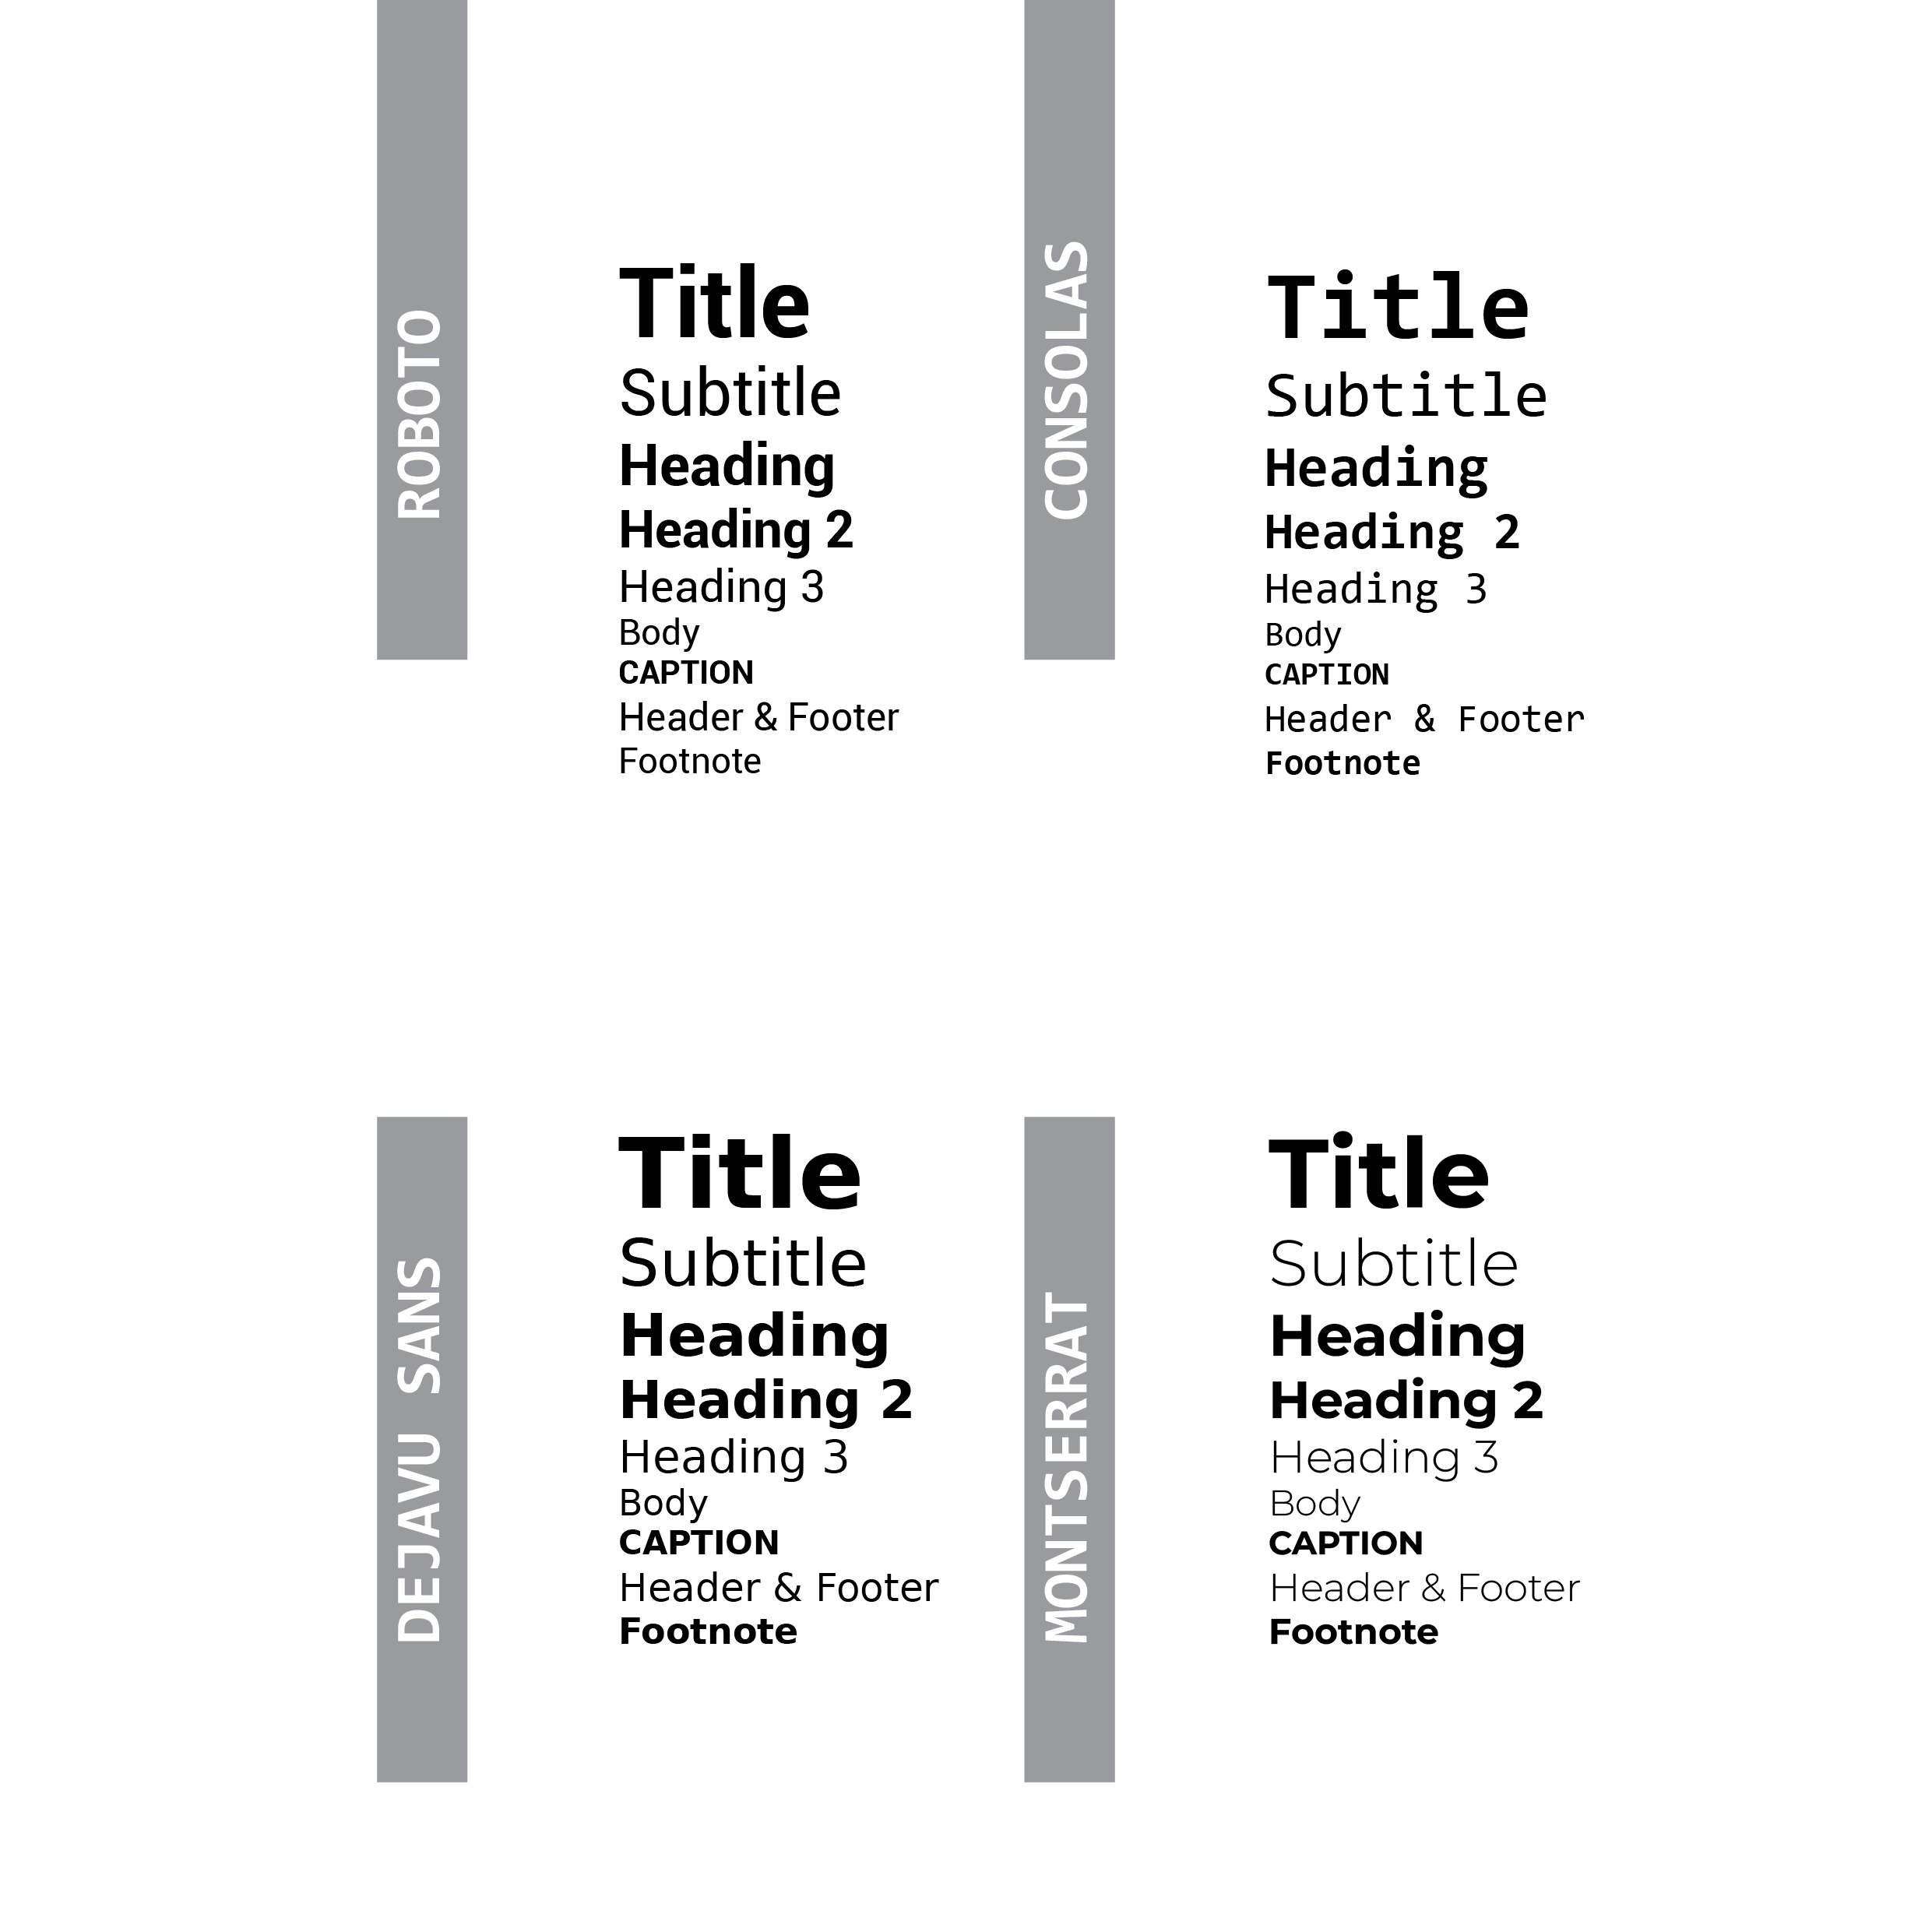 ROBOTO
Title
Subtitle
Heading
Heading 2
Heading 3
Body
CAPTION
Header & Footer
Footnote
CONSOLAS
Title
Subtitle
Heading
Heading 2
Heading 3
Body
CAPTION
Header & Footer
Footnote
DEJAVU SANS
Title
Subtitle
Heading
Heading 2
Heading 3
Body
CAPTION
Header & Footer
Footnote
MONTSERRAT
Title
Subtitle
Heading
Heading 2
Heading 3
Body
CAPTION
Header & Footer
Footnote